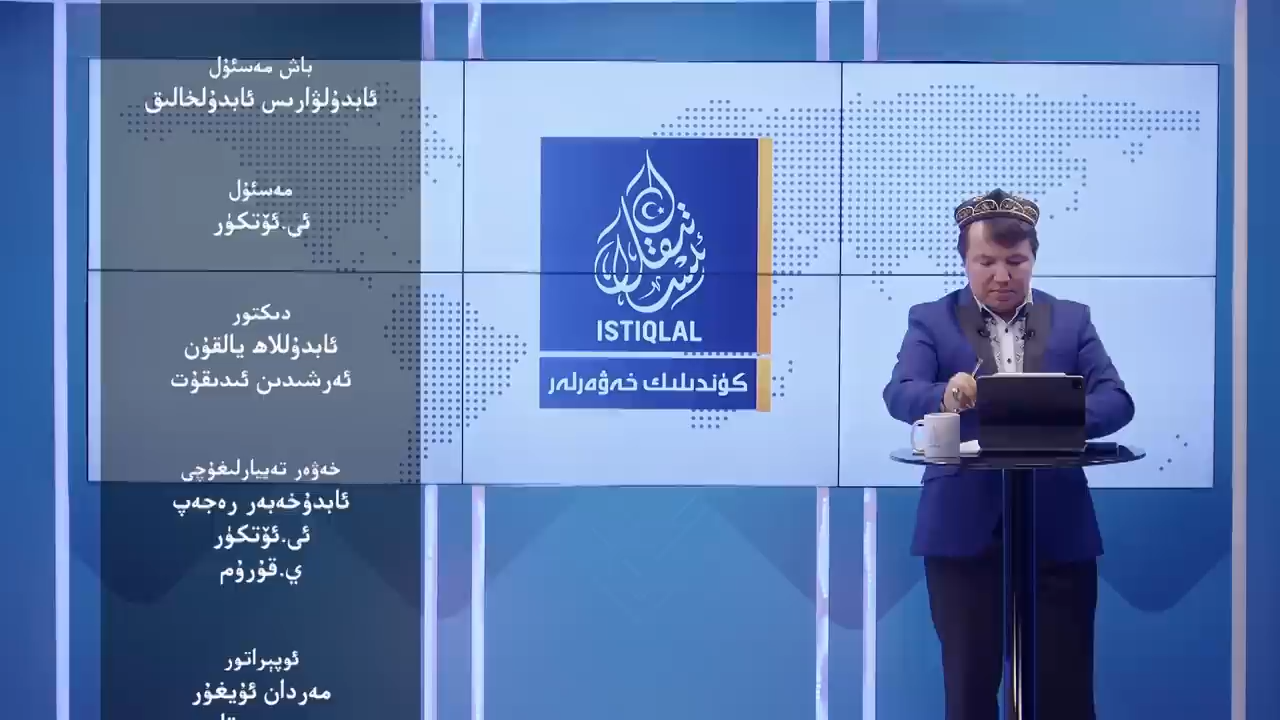 باش مەسئۇل
ئابدۇلۋارىس ئابدۇلخالىق
مەسئۇل
ئى.ئۆتكۈر
دىكتور
ئابدۇللاھ يالقۇن
ئەرشىدىن ئىدىقۇت
خەۋەر تەييارلىغۇچى
ئابدۇخەبەر رەجەپ
ئى.ئۆتكۈر
ي.قۇرۇم
ئوپېراتور
مەردان ئۇيغۇر
ئىستىقلال
ISTIQLAL
كۈندىلىك خەۋەرلەر